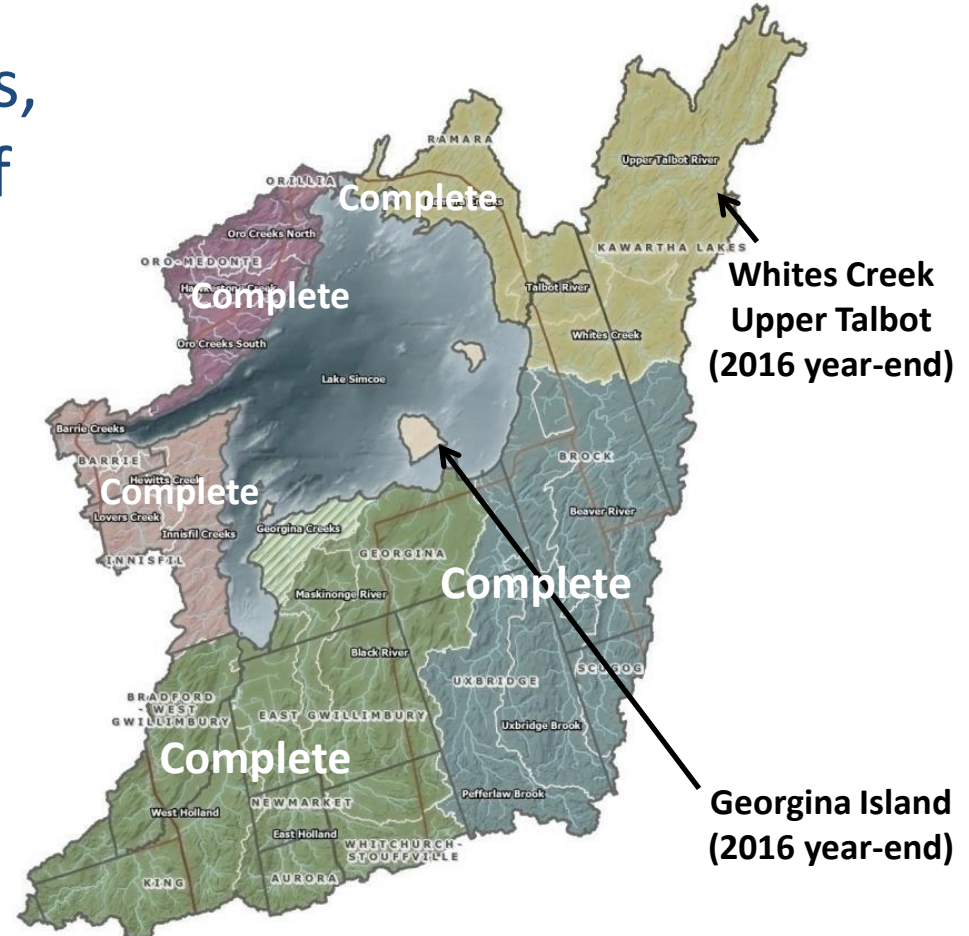 s,
f
RAMARA
Upper Talbot River
ORILLIA
Complete
Oro Creeks North
KAWARTHA LAKES
ORO-MEDONTE
Whites Creek
Upper Talbot
(2016 year-end)
Talbot River
Complete
Whites Creek
Oro Creeks South
Lake Simcoe
Barrie Creeks
BARRIE
BROCK
Hewitts Creek
Complete
Lovers Creek
Beaver River
Innisfil Creeks
Georgina Creeks
INNISFIL
GEORGINA
Complete
Maskinonge River
Black River
SCUGOG
UXBRIDGE
BRADFORD
- WEST
GWILLIMBURY
EAST GWILLIMBURY
Uxbridge Brook
Complete
Pefferlaw Brook
Georgina Island
(2016 year-end)
West Holland
NEWMARKET
East Holland
WHITCHURCH-
STOUFFVILLE
KING
AURORA